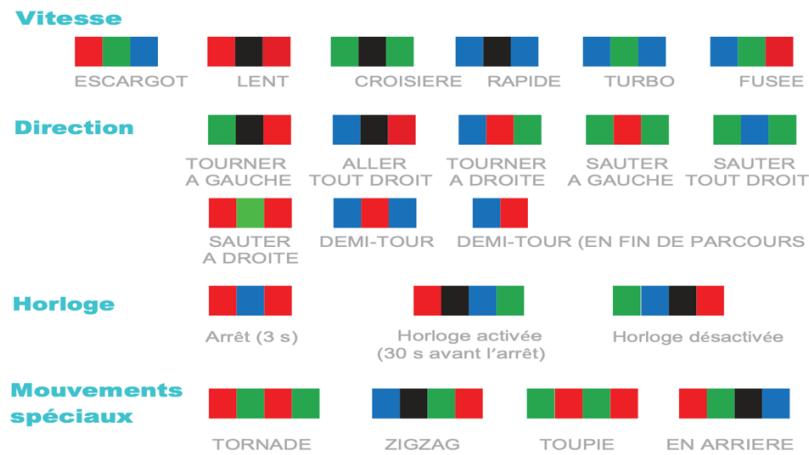 Vitesse
ESCARGOT LENT CROISIERE RAPIDE TURBO FUSEE
Direction
TOURNER ALLER TOURNER SAUTER SAUTER
A GAUCHE TOUT DROIT A DROITE A GAUCHE TOUT DROIT
SAUTER DEMI-TOUR DEMI-TOUR (EN FIN DE PARCOURS
A DROITE
Horloge
Arrêt (3 s) Horloge activée Horloge désactivée
(30 s avant l'arrêt)
Mouvements
spéciaux
TORNADE ZIGZAG TOUPIE EN ARRIERE